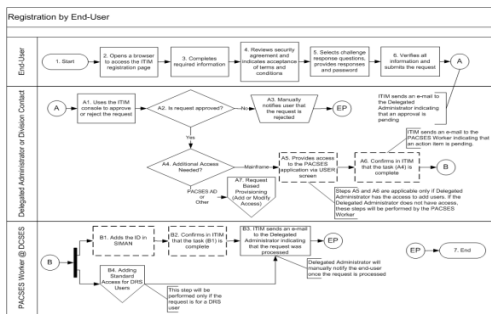 Registration by End-User
End-User
1. Start
2. Opens a browser
to access the ITIM
registration page
3. Completes
required information
4. Reviews security
agreement and
indicates acceptance
of terms and
conditions
5. Selects challenge
response questions,
provides responses
and password
6. Verifies all
information and
submits the request
A
Delegated Administrator or Division Contact
A
A1. Uses the ITIM
console to approve
or reject the request
A2. Is request approved?
No
A3. Manually
notifies user that
the request is
rejected
EP
ITIM sends an e-mail to the
Delegated Administrator
indicating that
an approval is
pending
Yes
ITIM sends an e-mail to the
PACSES Worker indicating that
an action item is pending.
A4. Additional Access
Needed?
Mainframe
A5. Provides access
to the PACSES
application via USER
screen
A6. Confirms in ITIM
that the task (A4) is
complete
B
PACSES AD
or
Other
A7. Request
Based
Provisioning
(Add or Modify
Access)
Steps A5 and A6 are applicable only if Delegated
Administrator has the access to add users. If the Delegated
Administrator does not have access,
these steps will be performed by the PACSES
Worker
PACSES Worker @ DCSES
B
B1. Adds the ID in
SIMAN
B2. Confirms in ITIM
that the task (B1) is
complete
B3. ITIM sends an e-mail
to the Delegated
Administrator indicating
that the request was
processed
EP
EP
7. End
B4. Adding
Standard
Access for DRS
Users
This step will be
performed only if the
request is for a DRS
user
Delegated Administrator will
manually notify the end-user
once the request is processed